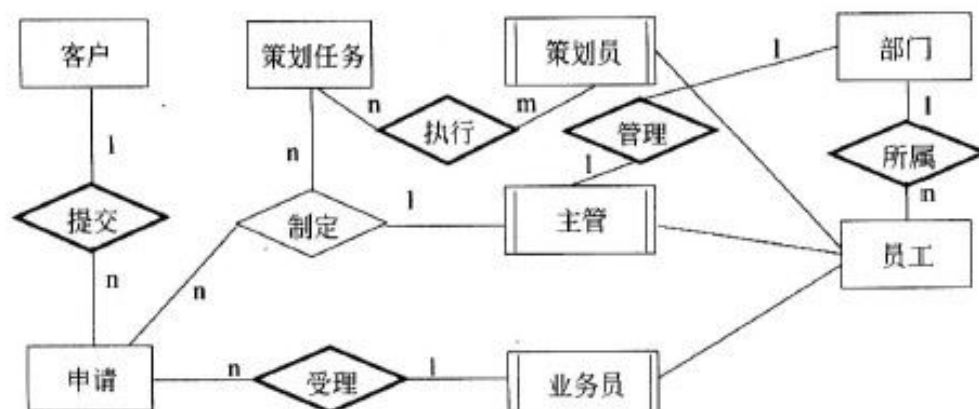 客户
策划任务
策划员
部门
l
n
m
l
执行
管理
l
l
n
所属
提交
制定
l
主管
n
员工
n
n
申请
n
受理
l
业务员